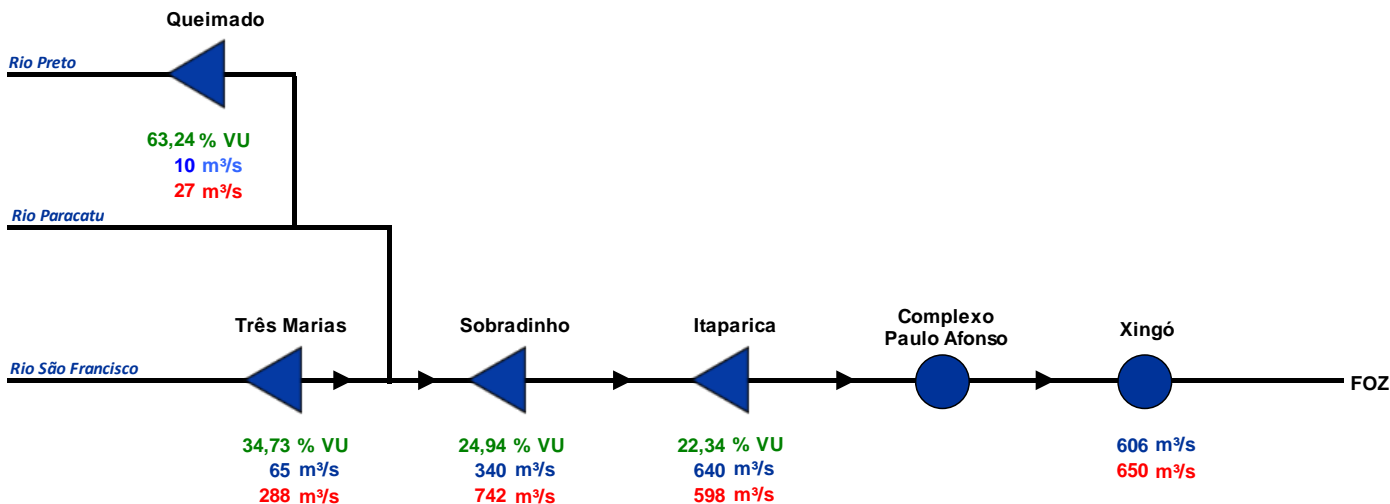 Queimado
Rio Preto
63,24 % VU
10 m³/s
27 m³/s
Rio Paracatu
Três Marias
Sobradinho
Itaparica
Complexo
Paulo Afonso
Xingó
Rio São Francisco
FOZ
34,73 % VU
65 m³/s
288 m³/s
24,94 % VU
340 m³/s
742 m³/s
22,34 % VU
640 m³/s
598 m³/s
606 m³/s
650 m³/s